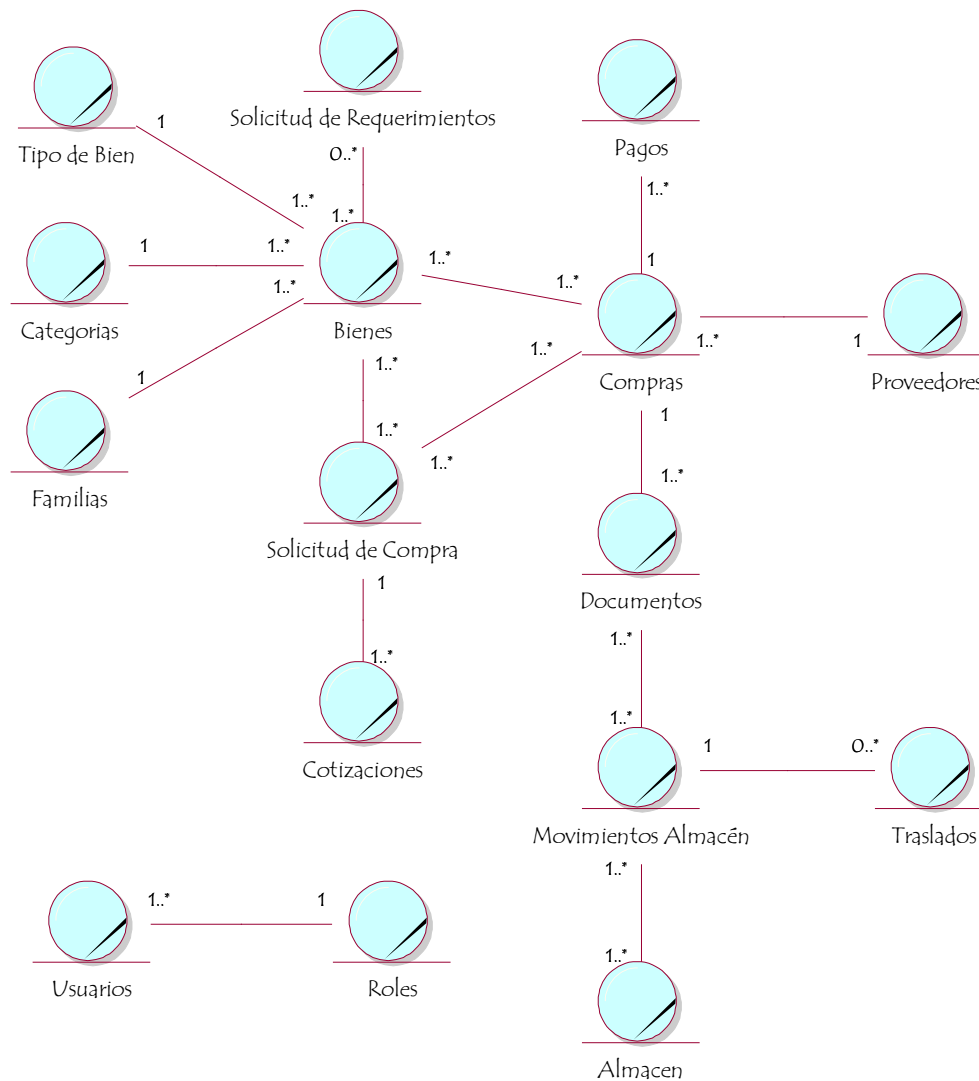 Solicitud de Requerimientos
1
Tipo de Bien
Pagos
0..*
1..*
1..*
1..*
1
1..*
1..*
1
1..*
1..*
Categorias
Bienes
1..*
1
1..*
1
1..*
Compras
Proveedores
1..*
1
1..*
1..*
1..*
Familias
Solicitud de Compra
1
Documentos
1..*
1..*
1..*
1
0..*
Cotizaciones
Movimientos Almacén
Traslados
1..*
1..*
1
1..*
Usuarios
Roles
Almacen